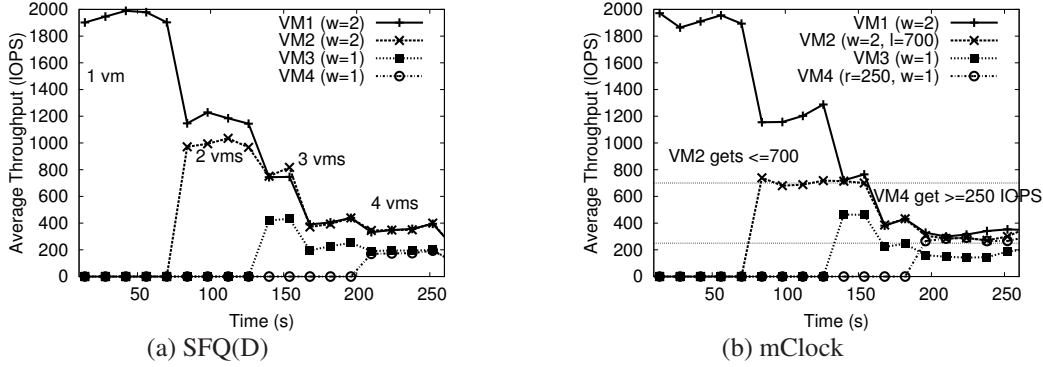 2000
1800
1600
1400
1200
1000
800
600
400
200
0
Average Throughput (IOPS)
VM1 (w=2)
VM2 (w=2)
VM3 (w=1)
VM4 (w=1)
1 vm
2 vms
3 vms
4 vms
50
100
150
200
250
Time (s)
(a) SFQ(D)
2000
1800
1600
1400
1200
1000
800
600
400
200
0
Average Throughput (IOPS)
VM1 (w=2)
VM2 (w=2, l=700)
VM3 (w=1)
VM4 (r=250, w=1)
VM2 gets <=700
VM4 get >=250 IOPS
50
100
150
200
250
Time (s)
(b) mClock